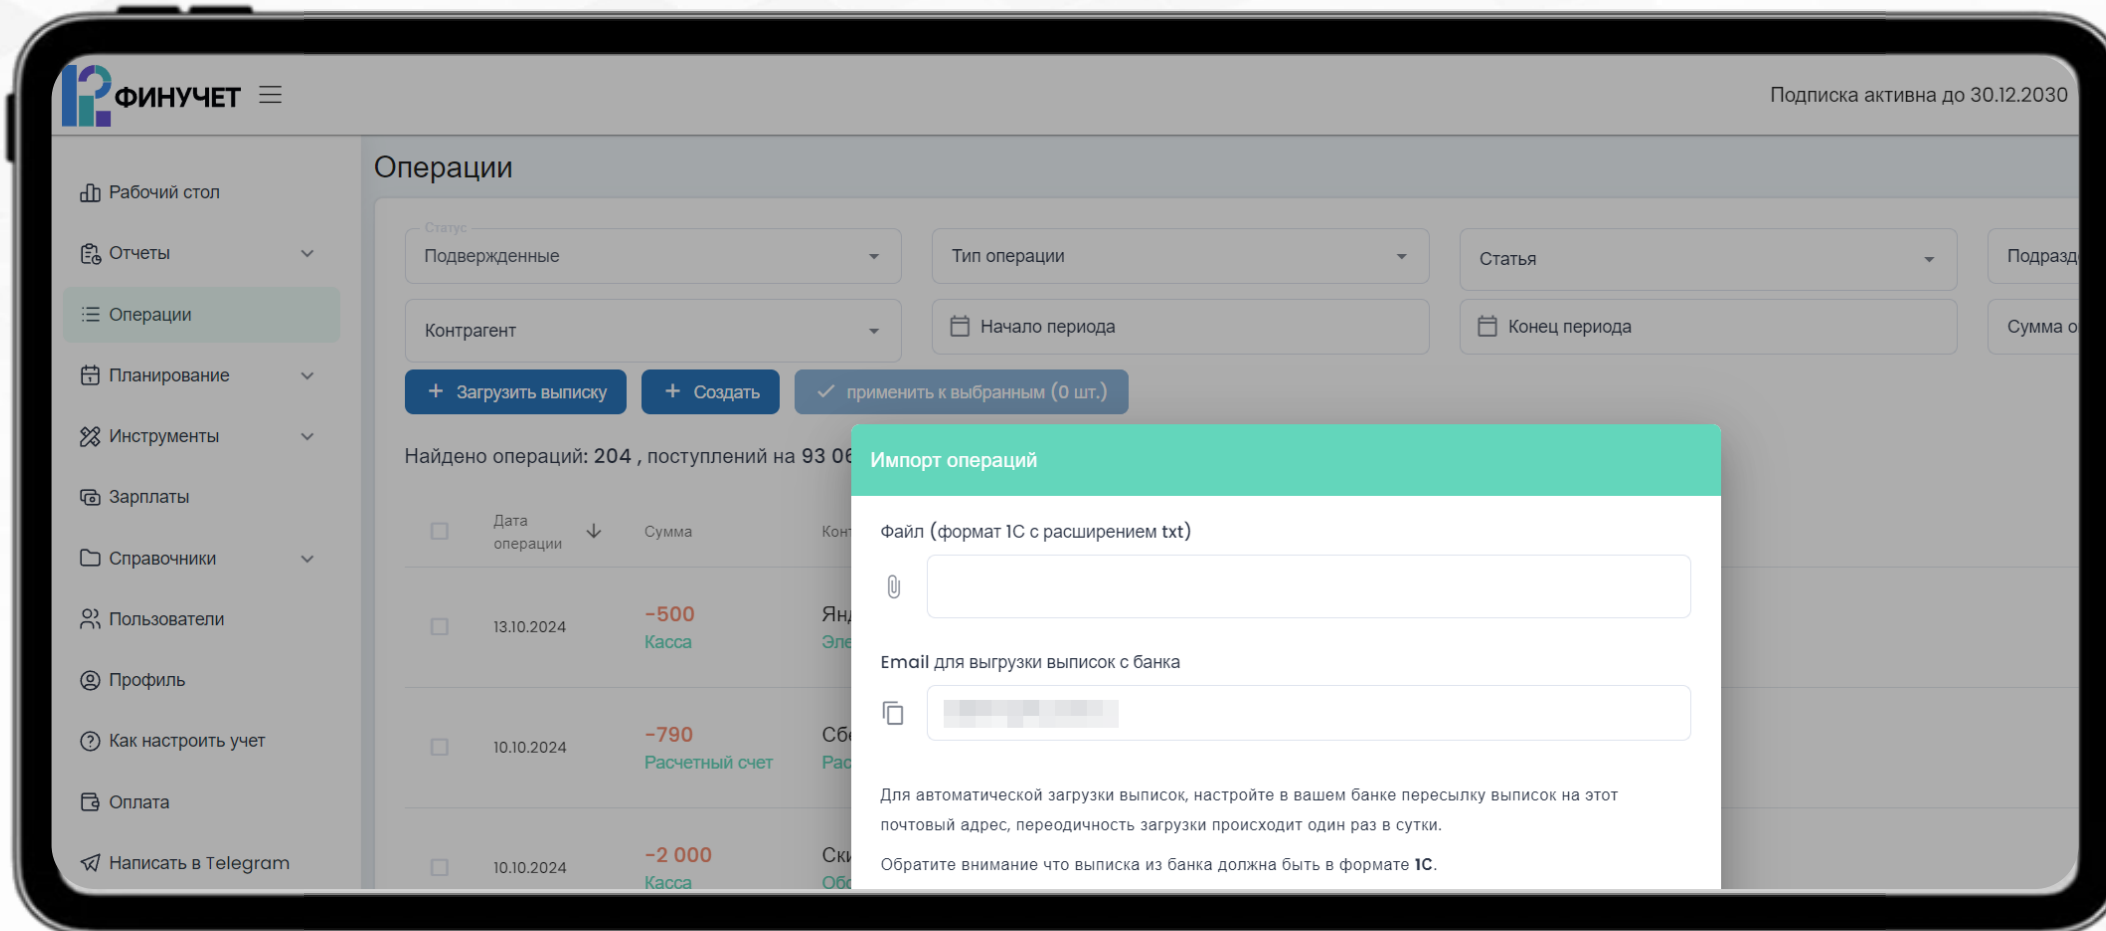 ФИНУЧЕТ
Подписка активна до 30.12.2030
Рабочий стол
Отчеты
Операции
Планирование
Инструменты
Зарплаты
Справочники
Пользователи
Профиль
Как настроить учет
Оплата
Написать в Telegram
Операции
Статус
Подвержденные
Тип операции
Статья
Контрагент
Начало периода
Конец периода
Сумма
+ Загрузить выписку
+ Создать
применить к выбранным (0 шт.)
Найдено операций: 204 , поступлений на 93
Дата
операции
Сумма
13.10.2024
-500
Касса
10.10.2024
-790
Расчетный счет
10.10.2024
-2 000
Касса
Импорт операций
Файл (формат 1С с расширением txt)
Email для выгрузки выписок с банка
Для автоматической загрузки выписок, настройте в вашем банке пересылку выписок на этот
почтовый адрес, переодичность загрузки происходит один раз в сутки.
Обратите внимание что выписка из банка должна быть в формате 1С.